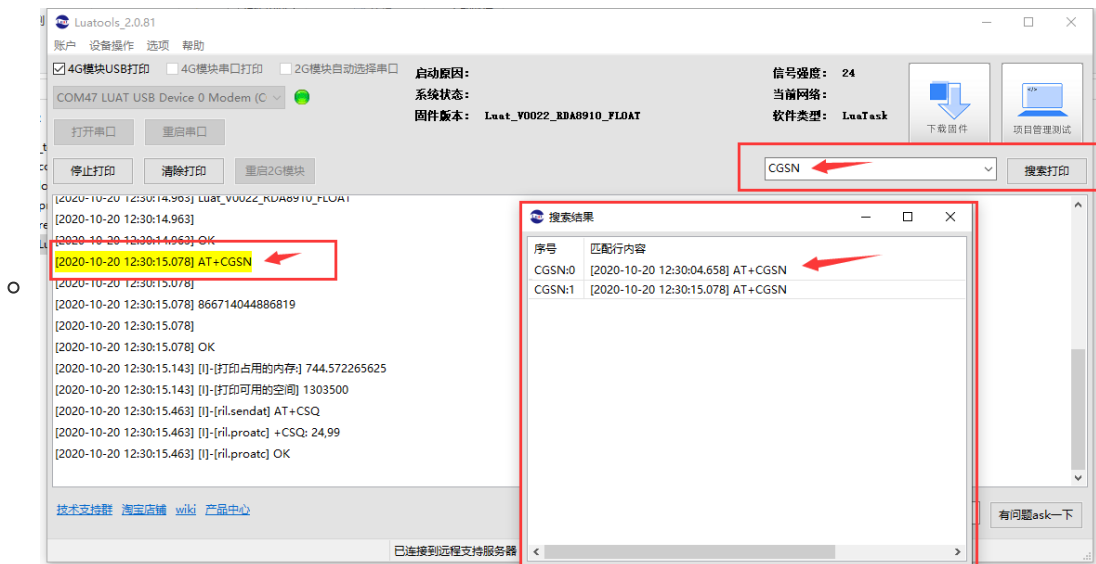 Luatools_2.0.81
账户 设备操作 选项 帮助
4G模块USB打印 4G模块串口打印 2G模块自动选择串口
COM47 LUAT USB Device 0 Modem (C
打开串口 重启串口
启动原因:
系统状态:
固件版本: Luat_V0022_RDA8910_FLOAT
信号强度: 24
当前网络:
软件类型: LuaTask
下载固件
项目管理测试
停止打印 清除打印 重启2G模块
CGSN 搜索打印
[2020-10-20 12:30:14.963] Luat_V0022_RDA8910_FLOAT
[2020-10-20 12:30:14.963]
[2020-10-20 12:30:14.963] OK
[2020-10-20 12:30:15.078] AT+CGSN
[2020-10-20 12:30:15.078]
[2020-10-20 12:30:15.078] 866714044886819
[2020-10-20 12:30:15.078]
[2020-10-20 12:30:15.078] OK
[2020-10-20 12:30:15.143] [I]-[打印占用的内存:] 744.572265625
[2020-10-20 12:30:15.143] [I]-[打印可用的空间] 1303500
[2020-10-20 12:30:15.463] [I]-[ril.sendat] AT+CSQ
[2020-10-20 12:30:15.463] [I]-[ril.proatc] +CSQ: 24,99
[2020-10-20 12:30:15.463] [I]-[ril.proatc] OK
搜索结果
序号 匹配行内容
CGSN:0 [2020-10-20 12:30:04.658] AT+CGSN
CGSN:1 [2020-10-20 12:30:15.078] AT+CGSN
技术支持群 淘宝店铺 wiki 产品中心
有问题ask一下
已连接到远程支持服务器